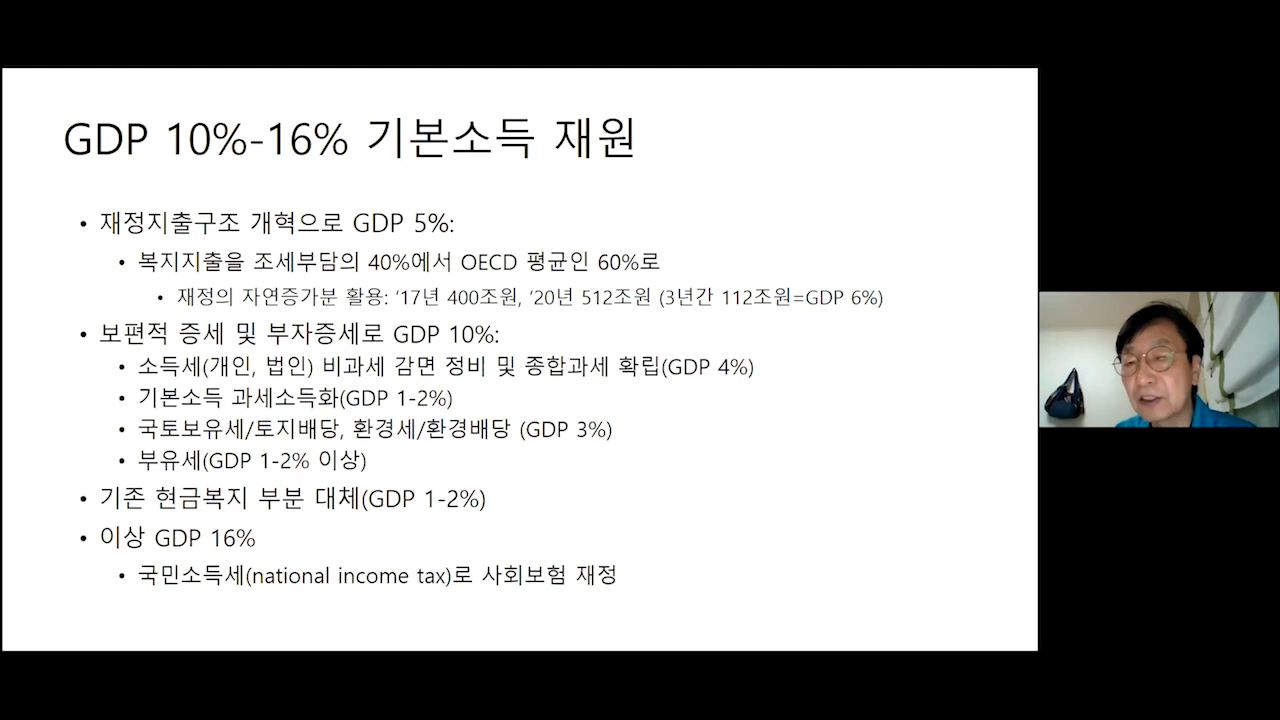 GDP 10%-16% 기본소득 재원
• 재정지출구조 개혁으로 GDP 5%:
• 복지지출을 조세부담의 40%에서 OECD 평균인 60%로
• 재정의 자연증가분 활용: ‘17년 400조원, ’20년 512조원 (3년간 112조원=GDP 6%)
• 보편적 증세 및 부자증세로 GDP 10%:
• 소득세(개인, 법인) 비과세 감면 정비 및 종합과세 확립(GDP 4%)
• 기본소득 과세소득화(GDP 1-2%)
• 국토보유세/토지배당, 환경세/환경배당 (GDP 3%)
• 부유세(GDP 1-2% 이상)
• 기존 현금복지 부분 대체(GDP 1-2%)
• 이상 GDP 16%
• 국민소득세(national income tax)로 사회보험 재정